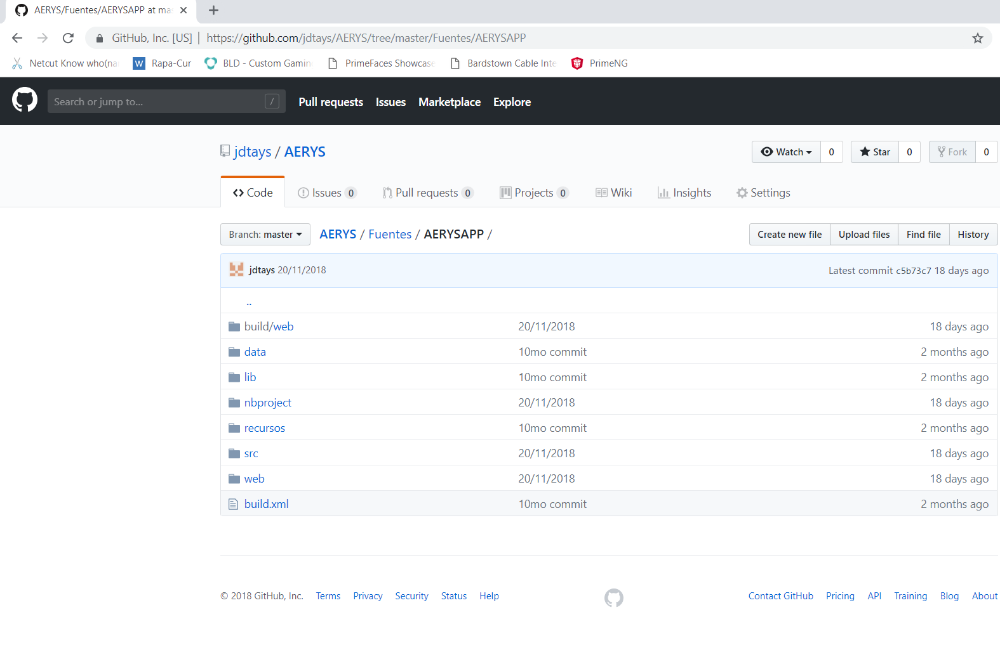 AERYS/Fuentes/AERYSAPP at ma
GitHub, Inc. [US] | https://github.com/jdtays/AERYS/tree/master/Fuentes/AERYSAPP
Netcut Know who(na W Rapa-Cur BLD - Custom Gaming PrimeFaces Showcase Bardstown Cable Inte PrimeNG
Search or jump to... / Pull requests Issues Marketplace Explore
jdtays / AERYS Watch 0 Star 0 Fork 0
Code Issues 0 Pull requests 0 Projects 0 Wiki Insights Settings
Branch: master AERYS / Fuentes / AERYSAPP / Create new file Upload files Find file History
jdtays 20/11/2018 Latest commit c5b73c7 18 days ago
..
build/web 20/11/2018 18 days ago
data 10mo commit 2 months ago
lib 10mo commit 2 months ago
nbproject 20/11/2018 18 days ago
recursos 10mo commit 2 months ago
src 20/11/2018 18 days ago
web 20/11/2018 18 days ago
build.xml 10mo commit 2 months ago
© 2018 GitHub, Inc. Terms Privacy Security Status Help Contact GitHub Pricing API Training Blog About